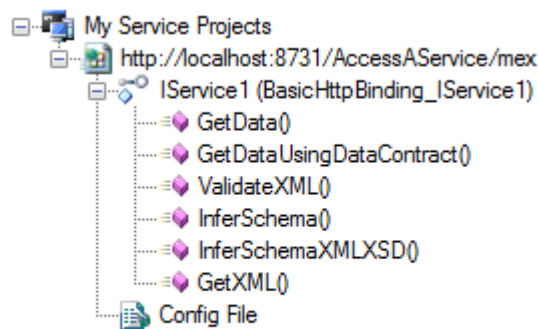 My Service Projects
http://localhost:8731/AccessAService/mex
IService1 (BasicHttpBinding_IService1)
GetData()
GetDataUsingDataContract()
ValidateXML()
InferSchema()
InferSchemaXMLXSD()
GetXML()
Config File